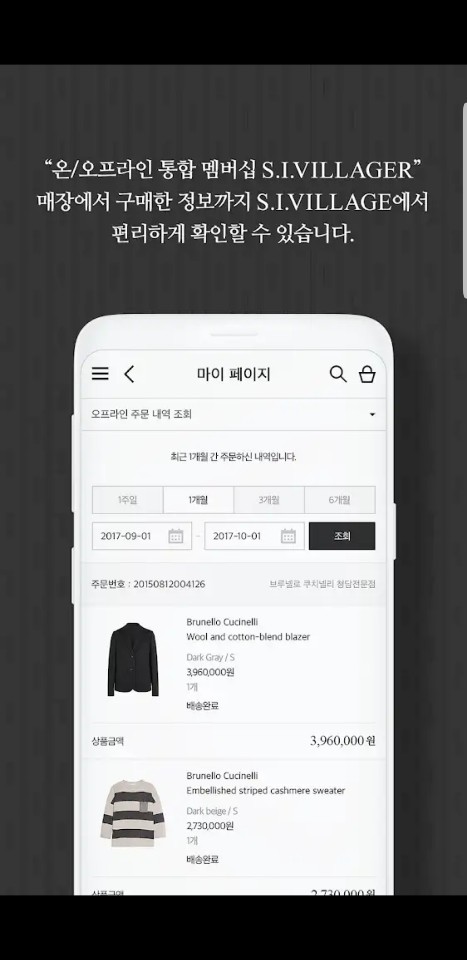 “온/오프라인 통합 멤버십 S.I.VILLAGER”
매장에서 구매한 정보까지 S.I.VILLAGE에서
편리하게 확인할 수 있습니다.
마이 페이지
오프라인 주문 내역 조회
최근 1개월 간 주문하신 내역입니다.
1주일 1개월 3개월 6개월
2017-09-01 - 2017-10-01 조회
주문번호 : 20150812004126 브루넬로 쿠치넬리 청담전문점
Brunello Cucinelli
Wool and cotton-blend blazer
Dark Gray / S
3,960,000원
1개
배송완료
상품금액 3,960,000 원
Brunello Cucinelli
Embellished striped cashmere sweater
Dark beige / S
2,730,000원
1개
배송완료
상품금액 2,730,000 원